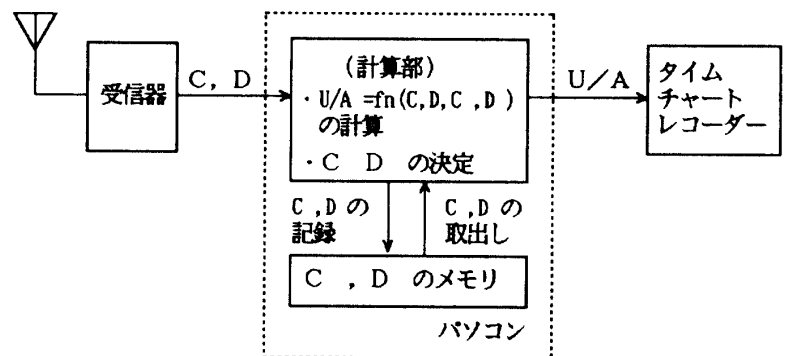 受信器
C, D
(計算部)
・U/A =fn(C,D,C ,D )
の計算
・C D の決定
U/A
タイム
チャート
レコーダー
C ,D の
記録
C ,D の
取出し
C , D のメモリ
パソコン